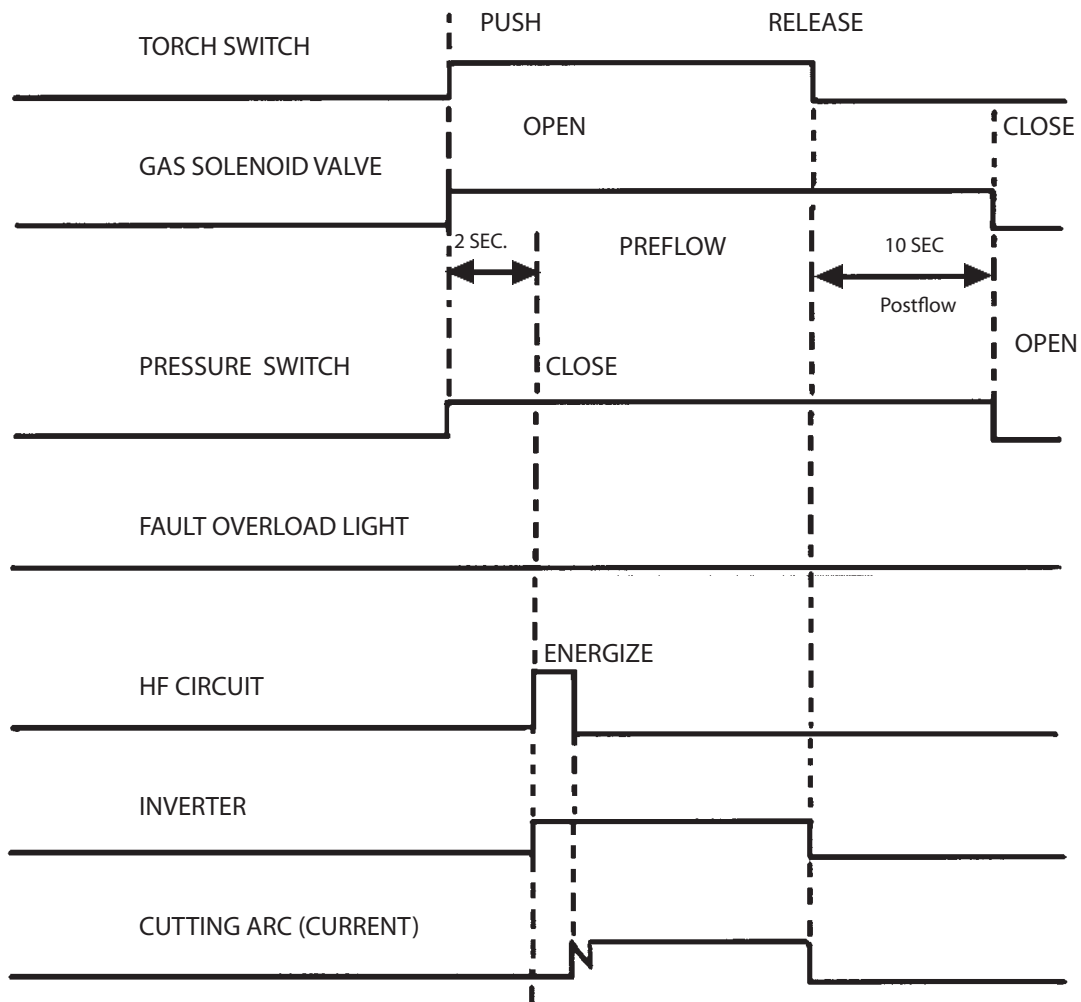 PUSH
RELEASE
TORCH SWITCH
OPEN
CLOSE
GAS SOLENOID VALVE
2 SEC.
PREFLOW
10 SEC
Postflow
OPEN
PRESSURE SWITCH
CLOSE
FAULT OVERLOAD LIGHT
ENERGIZE
HF CIRCUIT
INVERTER
CUTTING ARC (CURRENT)